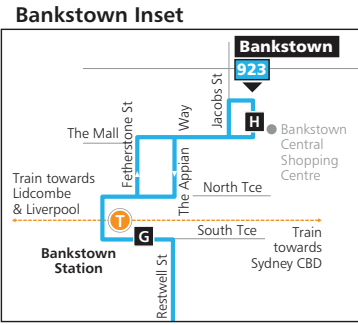 Bankstown Inset
Bankstown
923
Jacobs St
H
Fetherstone St
The Appian Way
The Mall
Bankstown
Central
Shopping
Centre
Train towards
Lidcombe
& Liverpool
North Tce
T
G
South Tce
Bankstown
Station
Train
towards
Sydney CBD
Restwell St